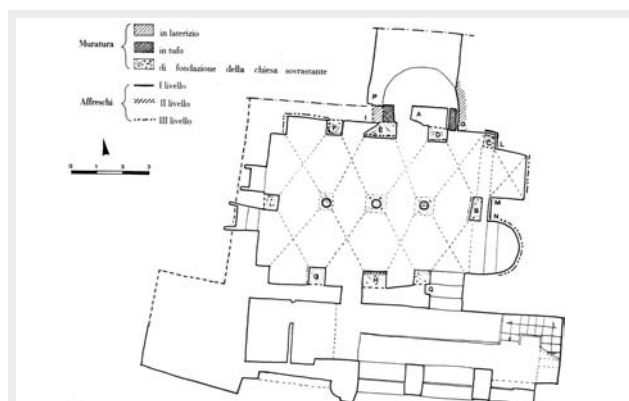 Muratura
in laterizio
in tufo
di fondazione della chiesa sovrastante
Affreschi
I livello
II livello
III livello
0 1 2 3
P
A
E
F
D
C
L
M
B
N
I
H
G